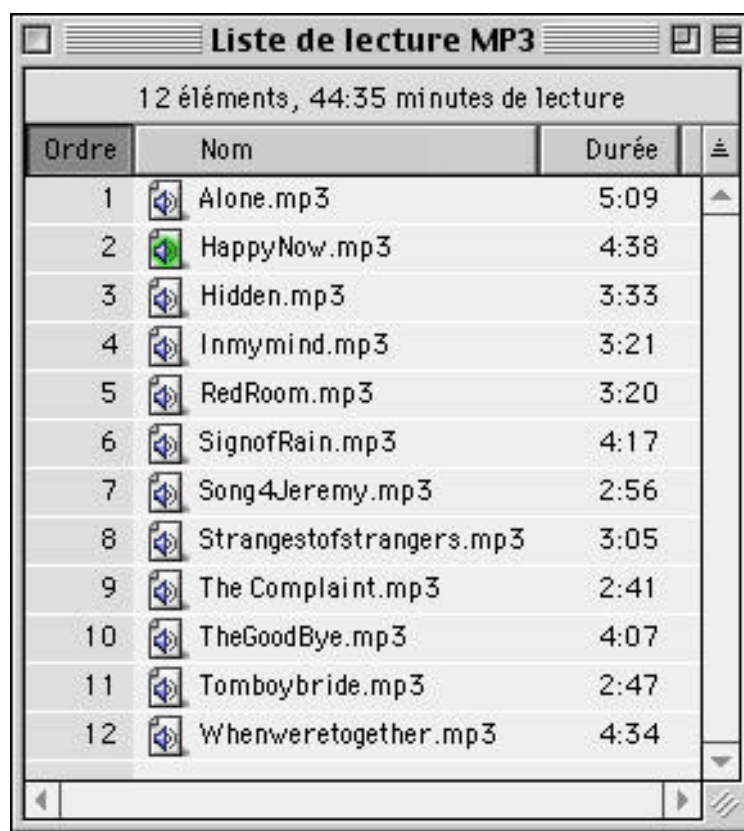 Liste de lecture MP3
12 éléments, 44:35 minutes de lecture
Ordre Nom Durée
1 Alone.mp3 5:09
2 HappyNow.mp3 4:38
3 Hidden.mp3 3:33
4 Inmymind.mp3 3:21
5 RedRoom.mp3 3:20
6 SignofRain.mp3 4:17
7 Song4Jeremy.mp3 2:56
8 Strangestofstrangers.mp3 3:05
9 The Complaint.mp3 2:41
10 TheGoodBye.mp3 4:07
11 Tomboybride.mp3 2:47
12 Whenweretogether.mp3 4:34